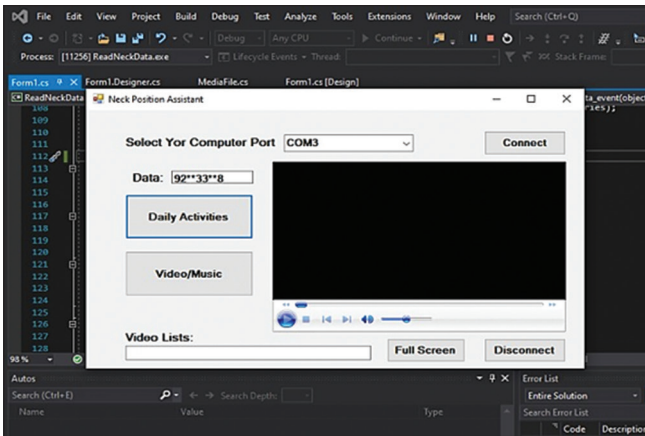 File Edit View Project Build Debug Test Analyze Tools Extensions Window Help Search (Ctrl+Q)
Debug Any CPU Continue
Process: [11256] ReadNeckData.exe Lifecycle Events Thread: Stack Frame:
Form1.cs Form1.Designer.cs MediaFile.cs Form1.cs [Design]
ReadNeckData Neck Position Assistant ta_event(objec
108 ries);
109
110
111
112
113
114
115
116
117
118
119
120
121
122
123
124
125
126
127
128
Select Yor Computer Port COM3 Connect
Data: 92**33**8
Daily Activities
Video/Music
Video Lists:
Full Screen Disconnect
98 %
Autos Error List
Search (Ctrl+E) Search Depth: Entire Solution
Name Value Type Search Error List
Code Description